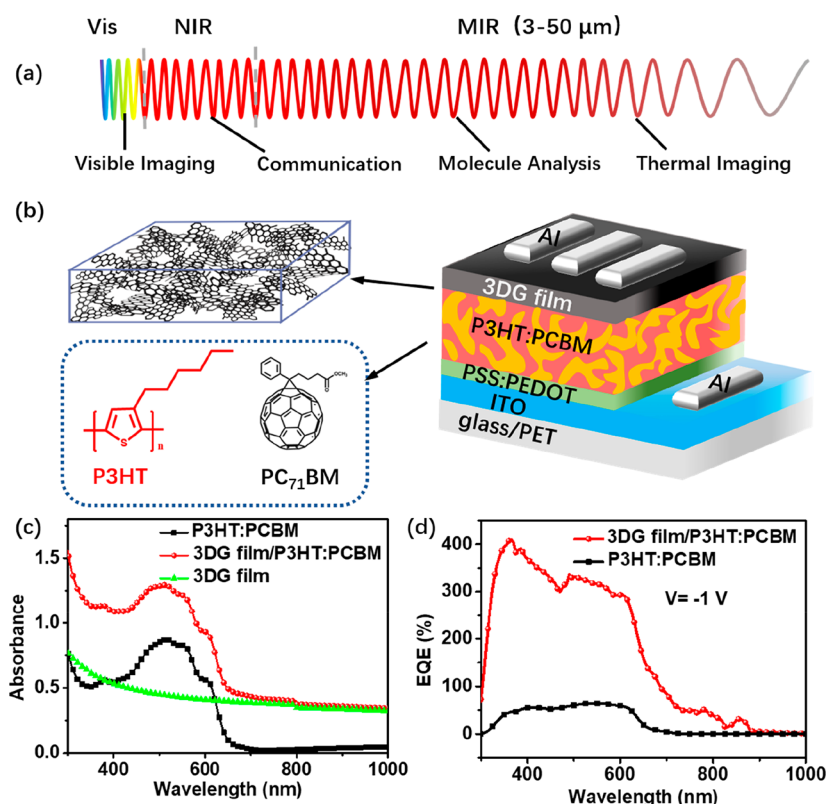 Vis NIR MIR (3-50 μm)
(a)
Visible Imaging Communication Molecule Analysis Thermal Imaging
(b)
Al
3DG film
P3HT:PCBM
PSS:PEDOT
Al
ITO
glass/PET
S
n
P3HT
O
O
OCH₃
PC₇₁BM
(c)
P3HT:PCBM
3DG film/P3HT:PCBM
3DG film
1.5
1.0
0.5
0.0
Absorbance
400 600 800 1000
Wavelength (nm)
(d)
3DG film/P3HT:PCBM
P3HT:PCBM
V= -1 V
400
300
200
100
50
0
EQE (%)
400 600 800 1000
Wavelength (nm)